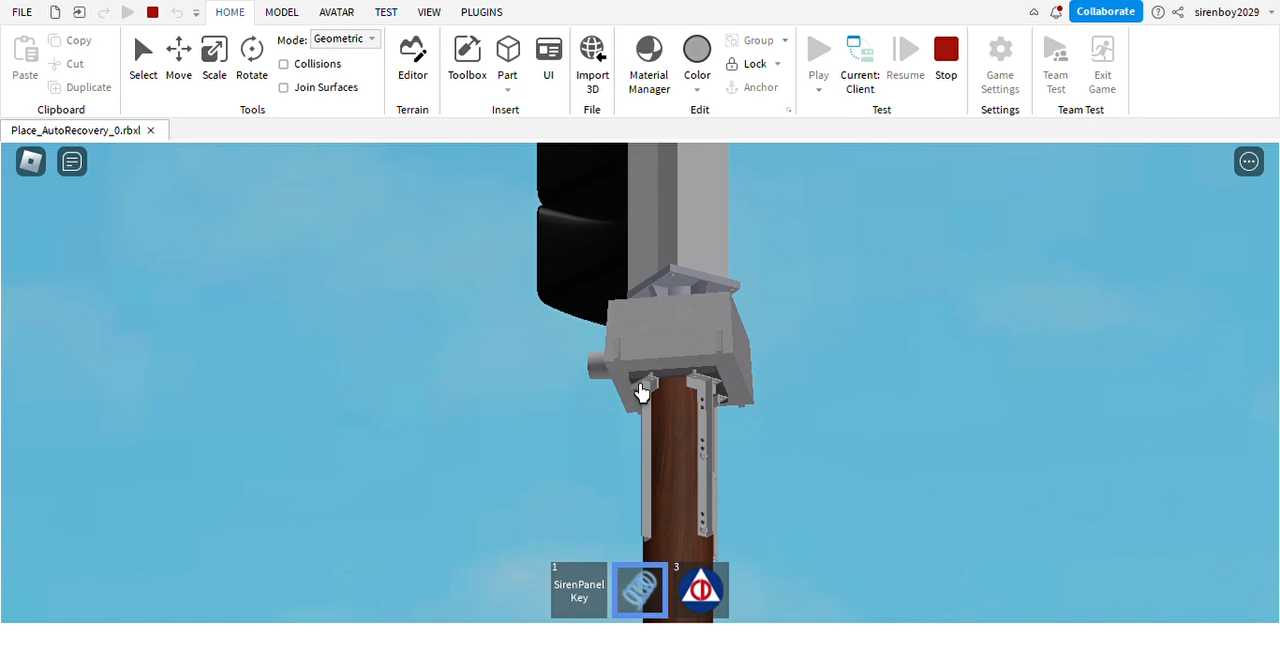 FILE HOME MODEL AVATAR TEST VIEW PLUGINS Collaborate sirenboy2029
Paste Copy Cut Duplicate Clipboard
Select Move Scale Rotate Mode: Geometric Collisions Join Surfaces Tools
Editor Terrain
Toolbox Part UI Insert
Import 3D File
Material Manager Color Group Lock Anchor Edit
Play Current: Client Resume Stop Test
Game Settings Settings
Team Test Exit Game Team Test
Place_AutoRecovery_0.rbxl
1 SirenPanel Key 3
CD